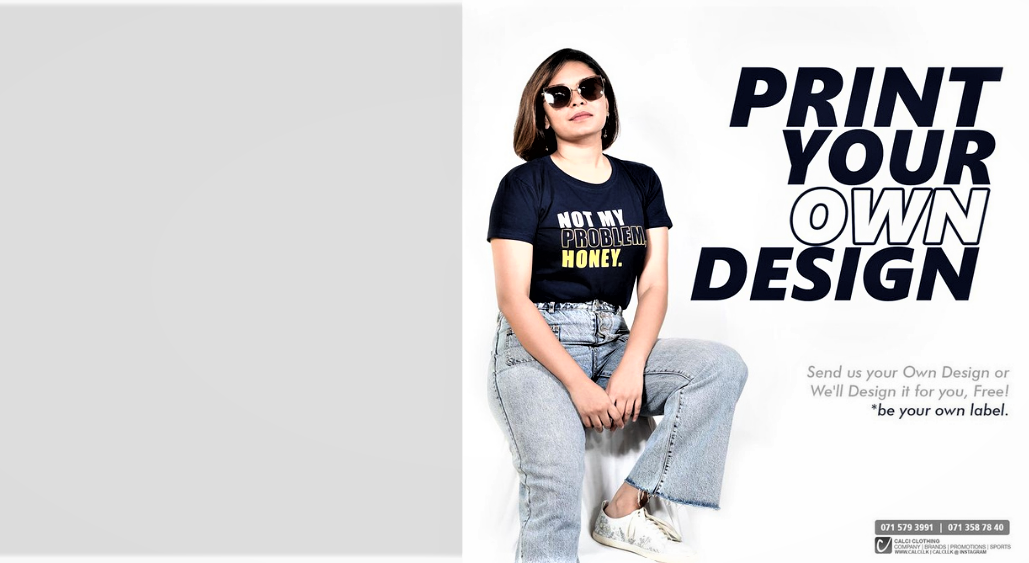 PRINT
YOUR
OWN
DESIGN
NOT MY
PROBLEM
HONEY.
Send us your Own Design or
We'll Design it for you, Free!
*be your own label.
071 579 3991 | 071 358 78 40
CALCI CLOTHING
COMPANY | BRANDS | PROMOTIONS | SPORTS
WWW.CALCI.LK | CALCI.LK @ INSTAGRAM